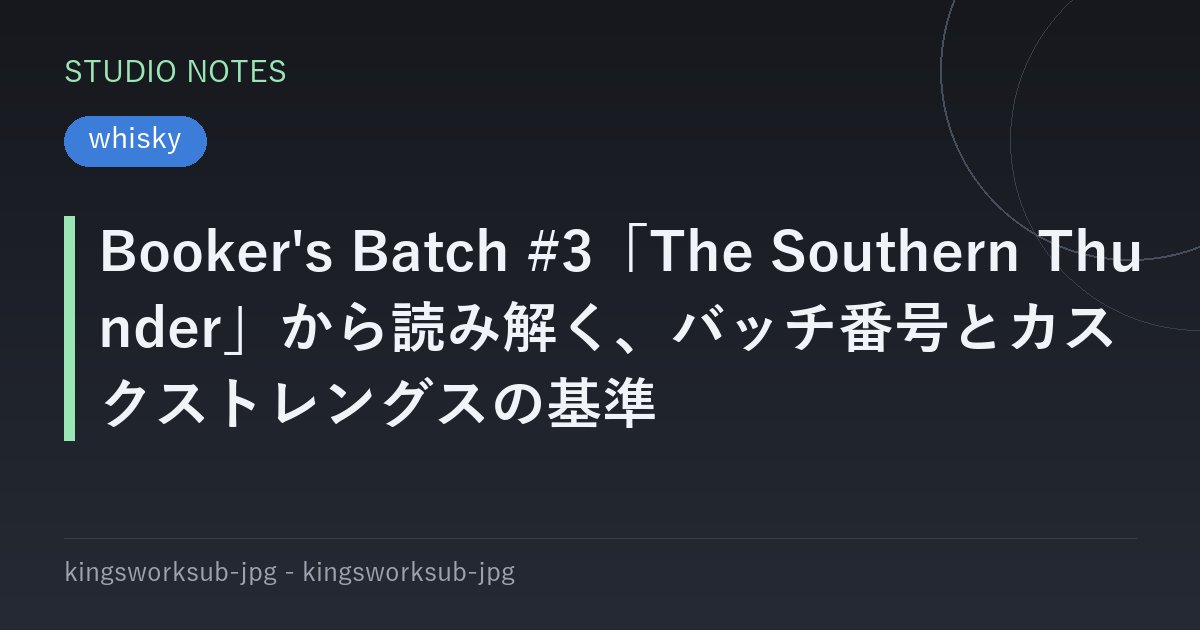 STUDIO NOTES
whisky
Booker's Batch #3「The Southern Thu
nder」から読み解く、バッチ番号とカス
クストレングスの基準
kingsworksub-jpg - kingsworksub-jpg